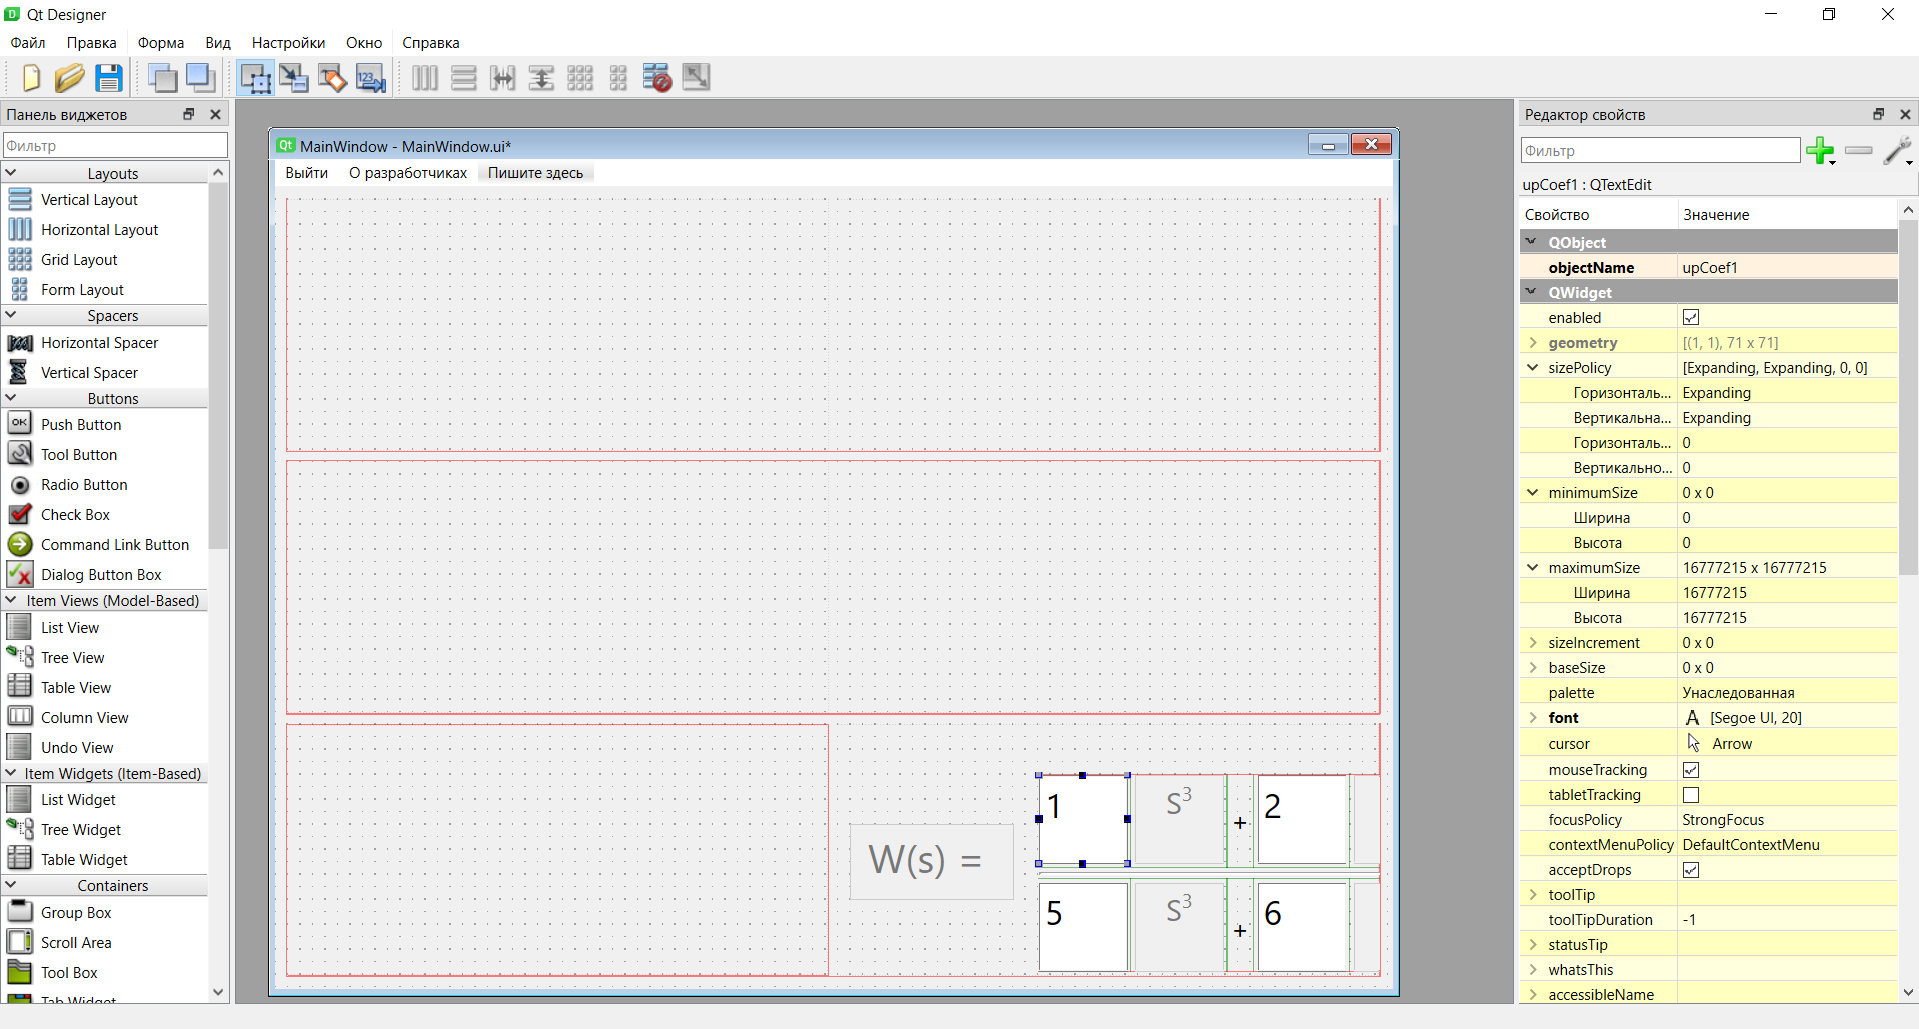 Qt Designer
Файл Правка Форма Вид Настройки Окно Справка
Панель виджетов
Фильтр
Layouts
Vertical Layout
Horizontal Layout
Grid Layout
Form Layout
Spacers
Horizontal Spacer
Vertical Spacer
Buttons
OK Push Button
Tool Button
Radio Button
Check Box
Command Link Button
Dialog Button Box
Item Views (Model-Based)
List View
Tree View
Table View
Column View
Undo View
Item Widgets (Item-Based)
List Widget
Tree Widget
Table Widget
Containers
Group Box
Scroll Area
Tool Box
Tab Widget
Qt MainWindow - MainWindow.ui*
Выйти О разработчиках Пишите здесь
W(s) =
1 S³ + 2
5 S³ + 6
Редактор свойств
Фильтр
upCoef1 : QTextEdit
Свойство Значение
QObject
objectName upCoef1
QWidget
enabled
geometry [(1, 1), 71 x 71]
sizePolicy [Expanding, Expanding, 0, 0]
Горизонталь... Expanding
Вертикальна... Expanding
Горизонталь... 0
Вертикально... 0
minimumSize 0 x 0
Ширина 0
Высота 0
maximumSize 16777215 x 16777215
Ширина 16777215
Высота 16777215
sizeIncrement 0 x 0
baseSize 0 x 0
palette Унаследованная
font A [Segoe UI, 20]
cursor Arrow
mouseTracking
tabletTracking
focusPolicy StrongFocus
contextMenuPolicy DefaultContextMenu
acceptDrops
toolTip
toolTipDuration -1
statusTip
whatsThis
accessibleName